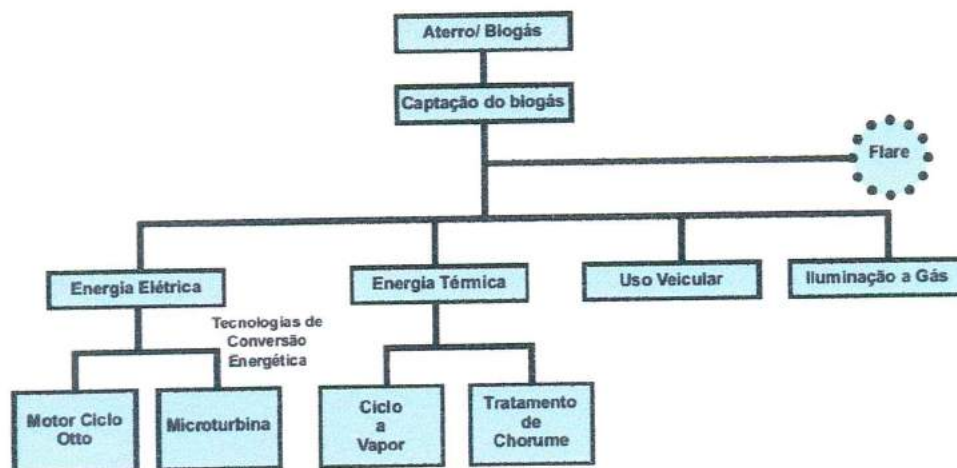 Aterro/ Biogás
Captação do biogás
Flare
Energia Elétrica
Energia Térmica
Uso Veicular
Iluminação a Gás
Tecnologias de
Conversão
Energética
Motor Ciclo
Otto
Microturbina
Ciclo
a
Vapor
Tratamento
de
Chorume